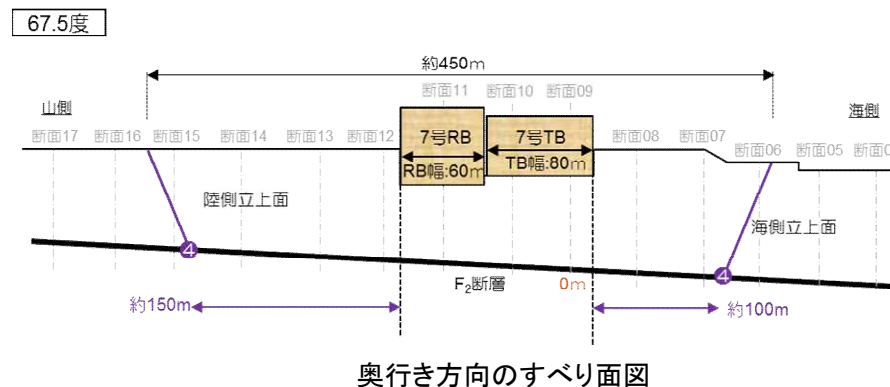 67.5度
約450m
断面11
断面10
断面09
山側
海側
断面17
断面16
断面15
断面14
断面13
断面12
7号RB
7号TB
断面08
断面07
断面06
断面05
RB幅:60m
TB幅:80m
陸側立上面
海側立上面
④
④
F₂断層
0m
約150m
約100m
奥行き方向のすべり面図